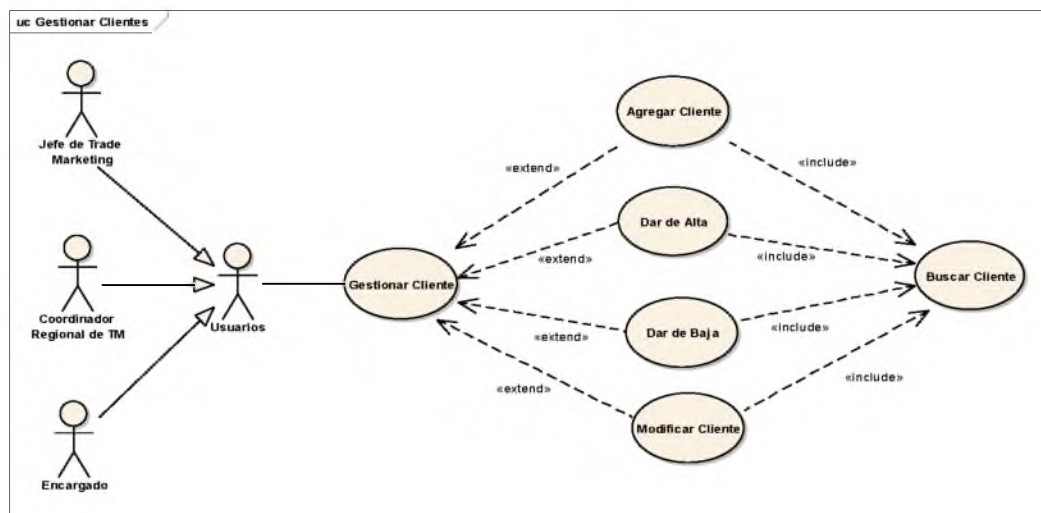 uc Gestionar Clientes
Jefe de Trade
Marketing
Coordinador
Regional de TM
Encargado
Usuarios
Gestionar Cliente
«extend»
«extend»
«extend»
«extend»
Agregar Cliente
Dar de Alta
Dar de Baja
Modificar Cliente
«include»
«include»
«include»
«include»
Buscar Cliente